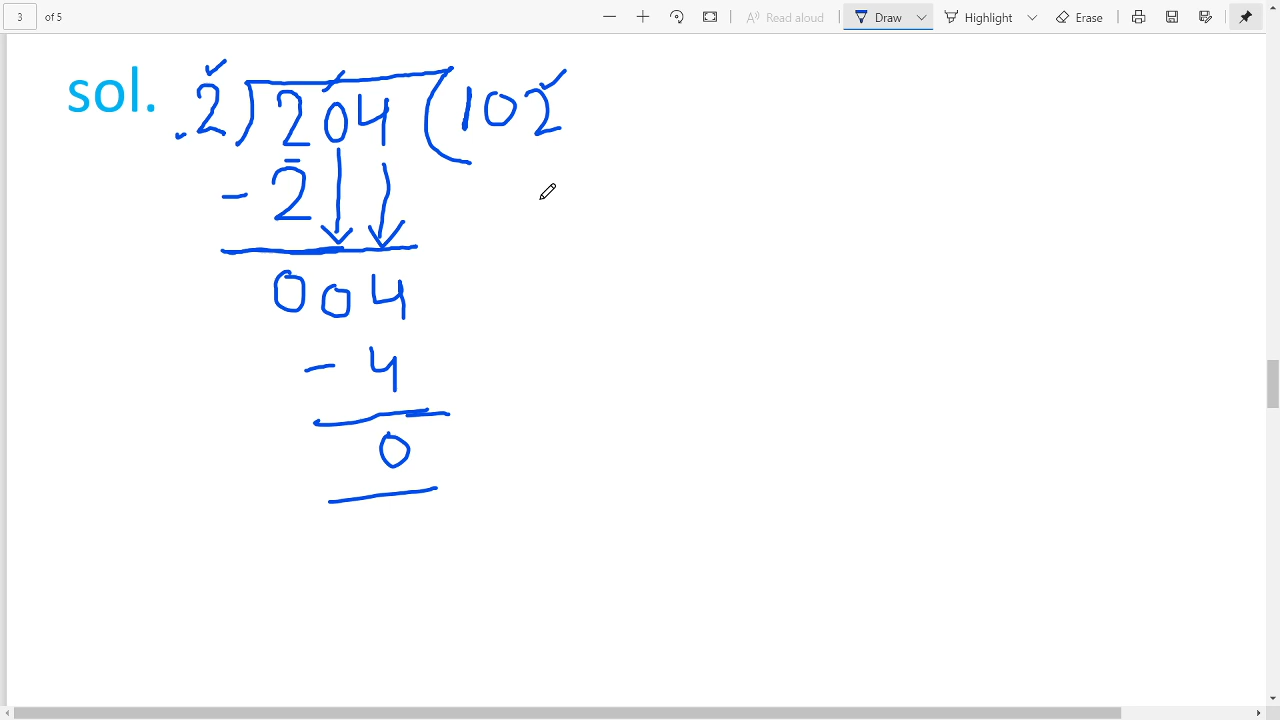 3 of 5 Read aloud Draw Highlight Erase
sol. 2) 204 (102
- 2
004
- 4
0